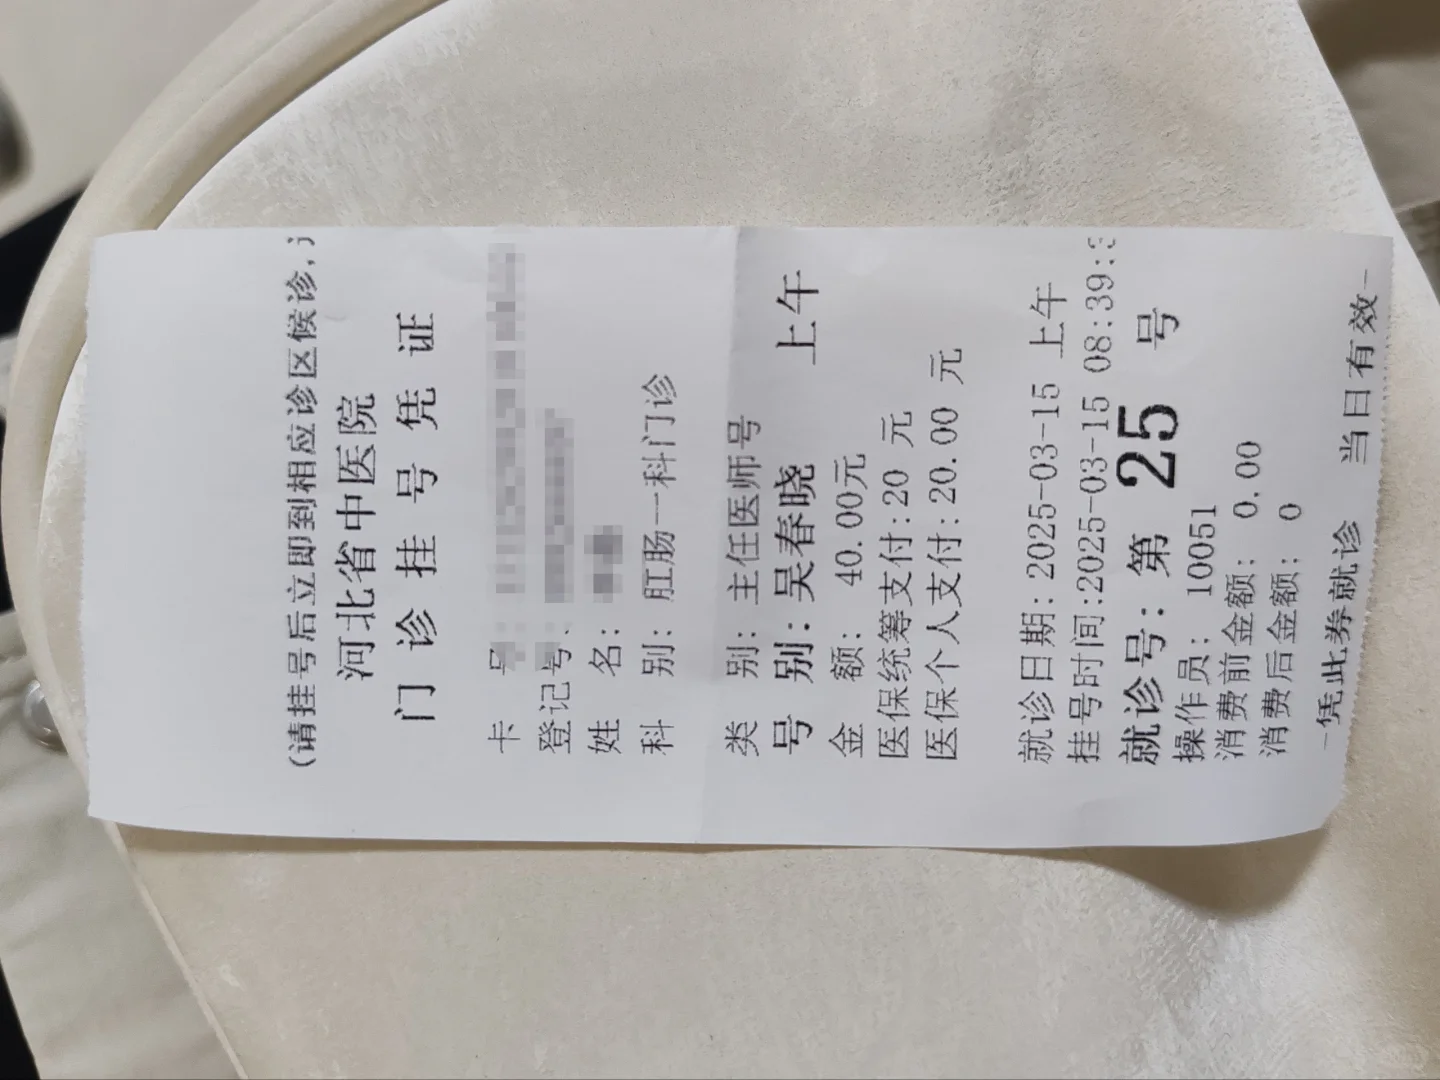 (请挂号后立即到相应诊区候诊,
河北省中医院
门 诊 挂 号 凭 证
卡 号:
登记号:
姓 名:
科 别: 肛肠一科门诊
类 别: 主任医师号
号 别: 吴春晓 上午
金 额: 40.00元
医保统筹支付:20 元
医保个人支付:20.00 元
就诊日期:2025-03-15 上午
挂号时间:2025-03-15 08:39:3
就诊号: 第 25 号
操作员: 10051
消费前金额: 0.00
消费后金额: 0
-凭此券就诊 当日有效-